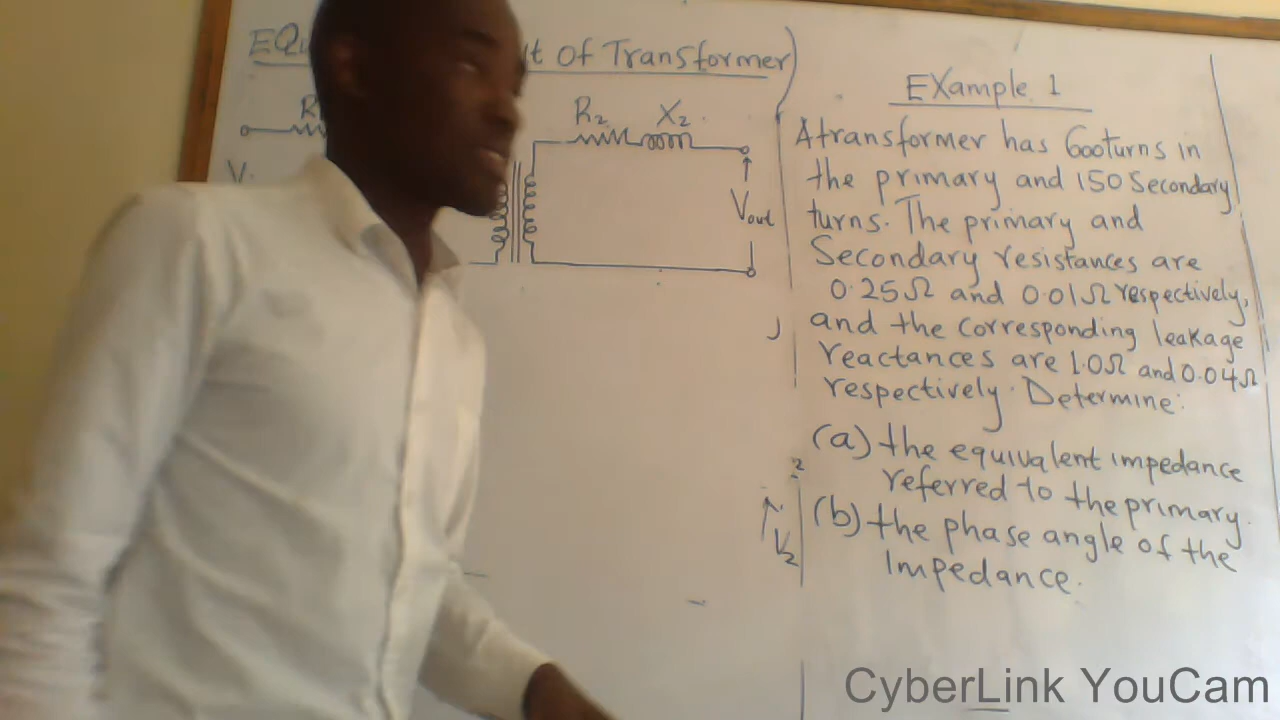 EQu t Of Transformer
R
R2 X2
V
Vout
V2
2
EXample 1
A transformer has 600turns in
the primary and 150 Secondary
turns. The primary and
Secondary resistances are
0.25Ω and 0.01Ω respectively,
and the corresponding leakage
reactances are 1.0Ω and 0.04Ω
respectively. Determine:
(a) the equivalent impedance
referred to the primary.
(b) the phase angle of the
Impedance.
CyberLink YouCam